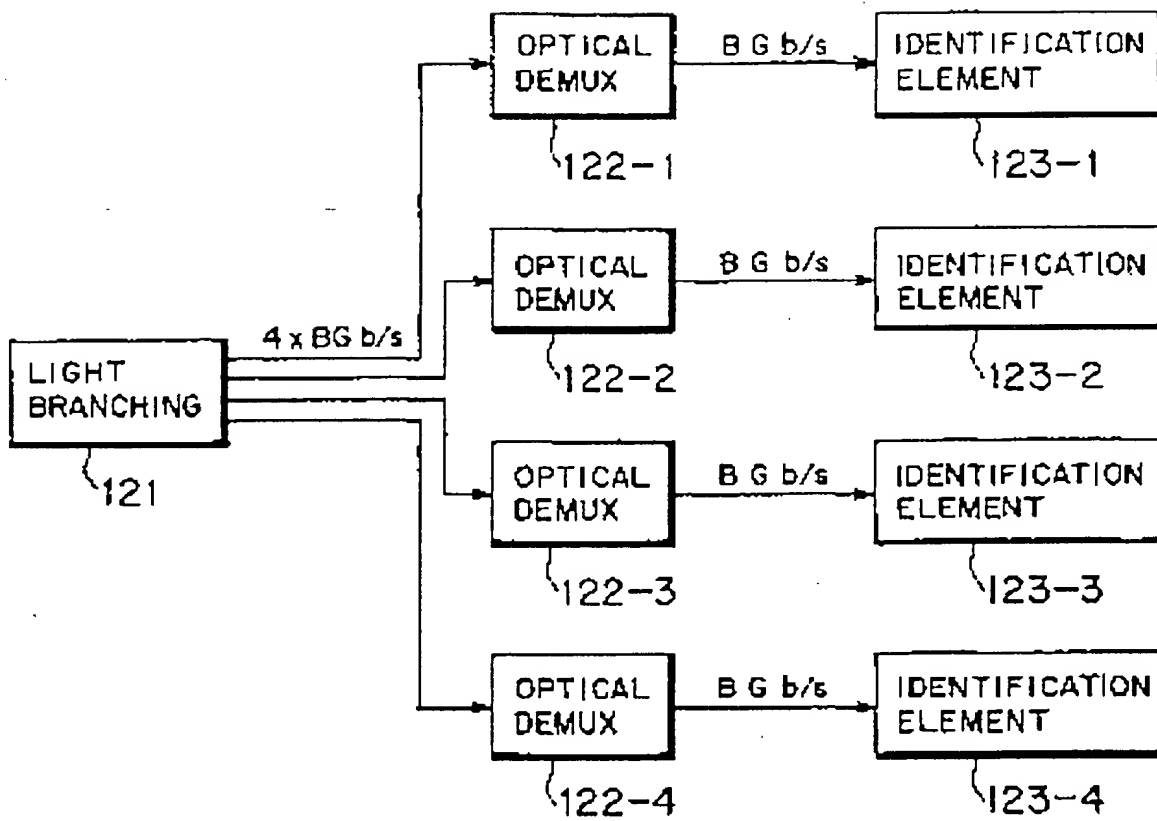 OPTICAL DEMUX
B G b/s
IDENTIFICATION ELEMENT
122-1
123-1
OPTICAL DEMUX
B G b/s
IDENTIFICATION ELEMENT
122-2
123-2
4 x BG b/s
LIGHT BRANCHING
121
OPTICAL DEMUX
B G b/s
IDENTIFICATION ELEMENT
122-3
123-3
OPTICAL DEMUX
B G b/s
IDENTIFICATION ELEMENT
122-4
123-4